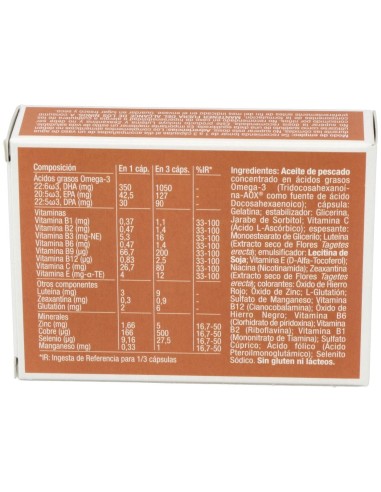 Composición En 1 cáp. En 3 cáps. %IR*
Ácidos grasos Omega-3
22:6ω3, DHA (mg) 350 1050 -
20:5ω3, EPA (mg) 42,5 127 -
22:5ω3, DPA (mg) 30 90 -
Vitaminas
Vitamina B1 (mg) 0,37 1,1 33-100
Vitamina B2 (mg) 0,47 1,4 33-100
Vitamina B3 (mg-NE) 5,3 16 33-100
Vitamina B6 (mg) 0,47 1,4 33-100
Vitamina B9 (µg) 66,7 200 33-100
Vitamina B12 (µg) 0,83 2,5 33-100
Vitamina C (mg) 26,7 80 33-100
Vitamina E (mg-α-TE) 4 12 33-100
Otros componentes
Luteína (mg) 3 9 -
Zeaxantina (mg) 0,3 0,9 -
Glutatión (mg) 2 6 -
Minerales
Zinc (mg) 1,66 5 16,7-50
Cobre (µg) 166 500 16,7-50
Selenio (µg) 9,16 27,5 16,7-50
Manganeso (mg) 0,33 1 16,7-50
*IR: Ingesta de Referencia para 1/3 cápsulas
Ingredientes: Aceite de pescado
concentrado en ácidos grasos
Omega-3 (Tridocosahexanoí-
na-AOX® como fuente de ácido
Docosahexaenoico); cápsula:
Gelatina; estabilizador: Glicerina,
Jarabe de Sorbitol; Vitamina C
(Ácido L-Ascórbico); espesante:
Monoestearato de Glicerilo; Luteína
(Extracto seco de Flores Tagetes
erecta); emulsificador: Lecitina de
Soja, Vitamina E (D-Alfa-Tocoferol);
Niacina (Nicotinamida); Zeaxantina
(Extracto seco de Flores Tagetes
erecta); colorantes: Óxido de Hierro
Rojo; Óxido de Zinc; L-Glutatión;
Sulfato de Manganeso; Vitamina
B12 (Cianocobalamina); Óxido de
Hierro Negro; Vitamina B6
(Clorhidrato de piridoxina); Vitamina
B2 (Riboflavina); Vitamina B1
(Mononitrato de Tiamina); Sulfato
Cúprico; Ácido fólico (Ácido
Pteroilmonoglutámico); Selenito
Sódico. Sin gluten ni lácteos.